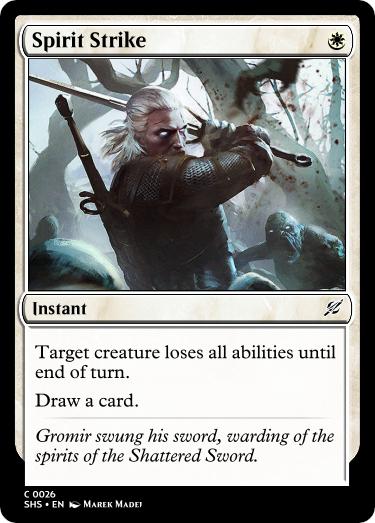 Spirit Strike
Instant
Target creature loses all abilities until
end of turn.
Draw a card.
Gromir swung his sword, warding of the
spirits of the Shattered Sword.
C 0026
SHS • EN Marek Madej